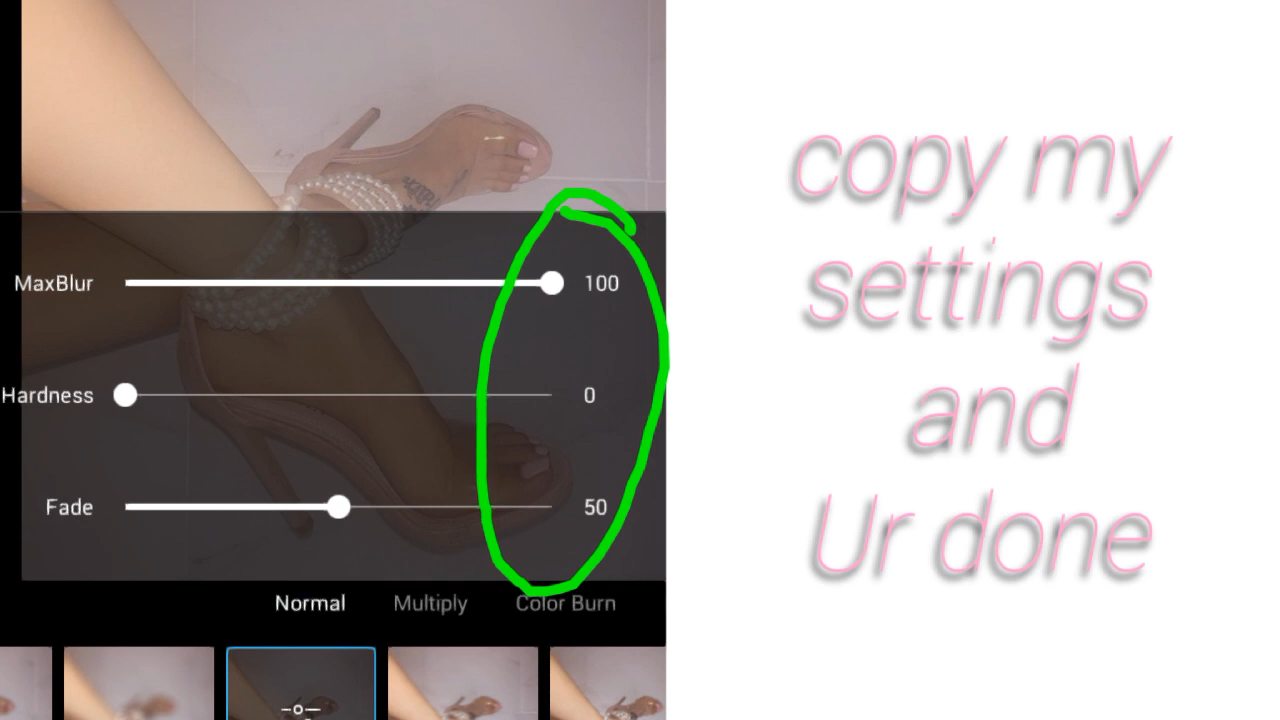 MaxBlur 100
Hardness 0
Fade 50
Normal Multiply Color Burn
copy my
settings
and
Ur done